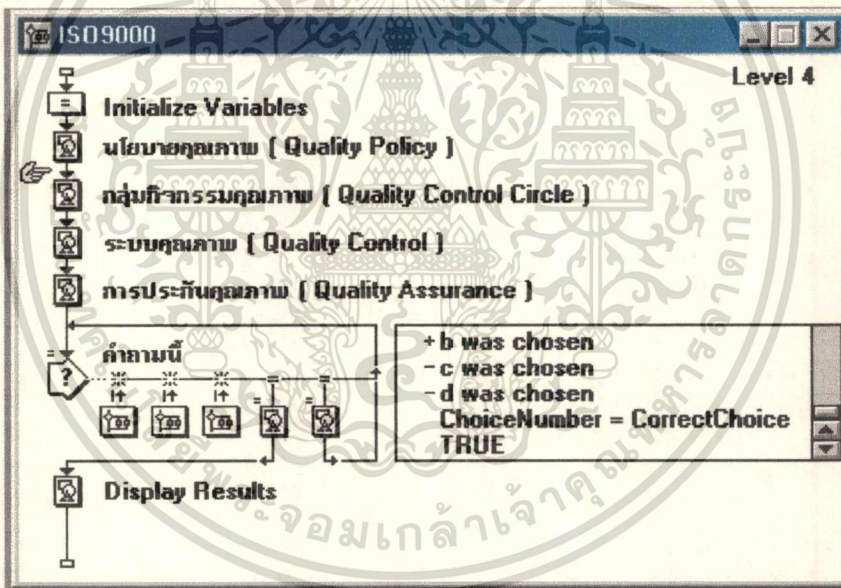 ISO9000
Level 4
Initialize Variables
นโยบายคุณภาพ ( Quality Policy )
กลุ่มกิจกรรมคุณภาพ ( Quality Control Circle )
ระบบคุณภาพ ( Quality Control )
การประกันคุณภาพ ( Quality Assurance )
คำถามนี้
+ b was chosen
- c was chosen
- d was chosen
ChoiceNumber = CorrectChoice
TRUE
Display Results